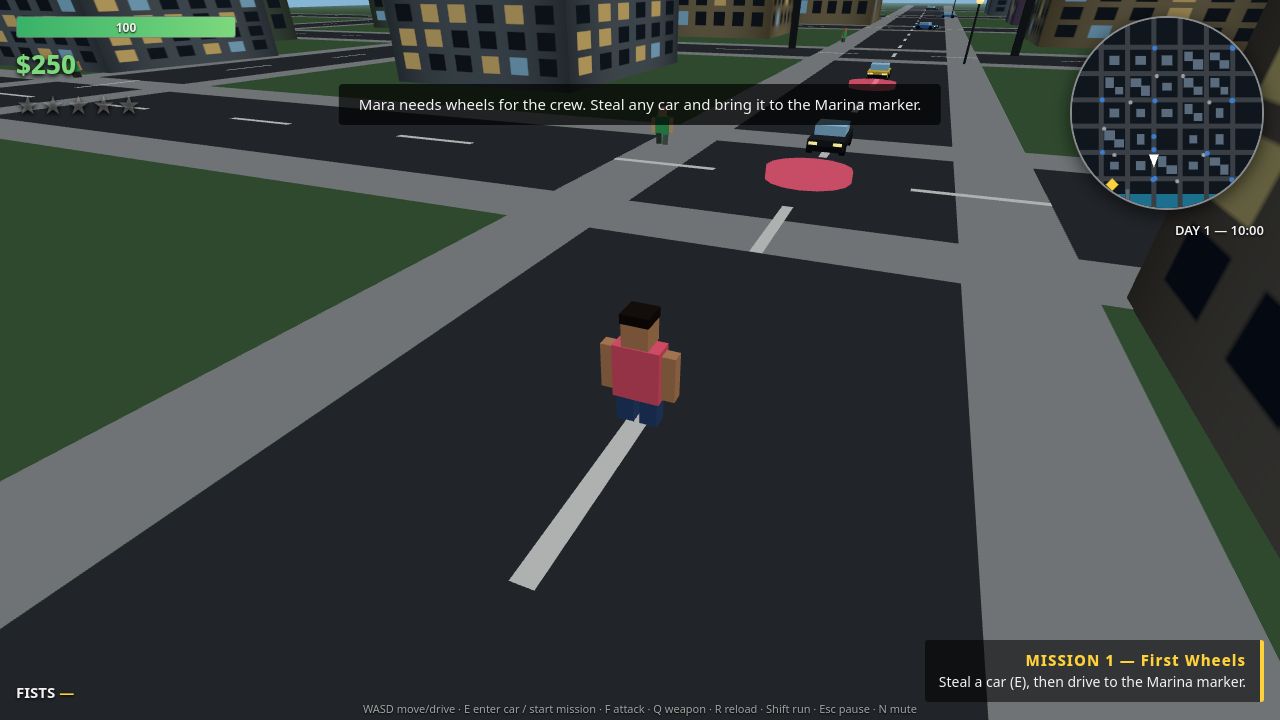 100
$250
Mara needs wheels for the crew. Steal any car and bring it to the Marina marker.
DAY 1 — 10:00
MISSION 1 — First Wheels
Steal a car (E), then drive to the Marina marker.
FISTS —
WASD move/drive · E enter car / start mission · F attack · Q weapon · R reload · Shift run · Esc pause · N mute